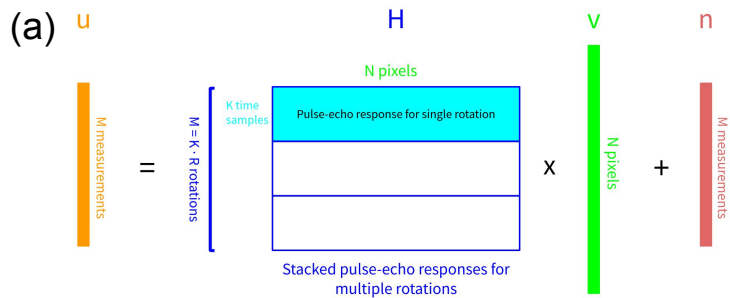 (a)
u
H
v
n
N pixels
K time
samples
Pulse-echo response for single rotation
M measurements
=
M = K · R rotations
x
N pixels
+
M measurements
Stacked pulse-echo responses for
multiple rotations